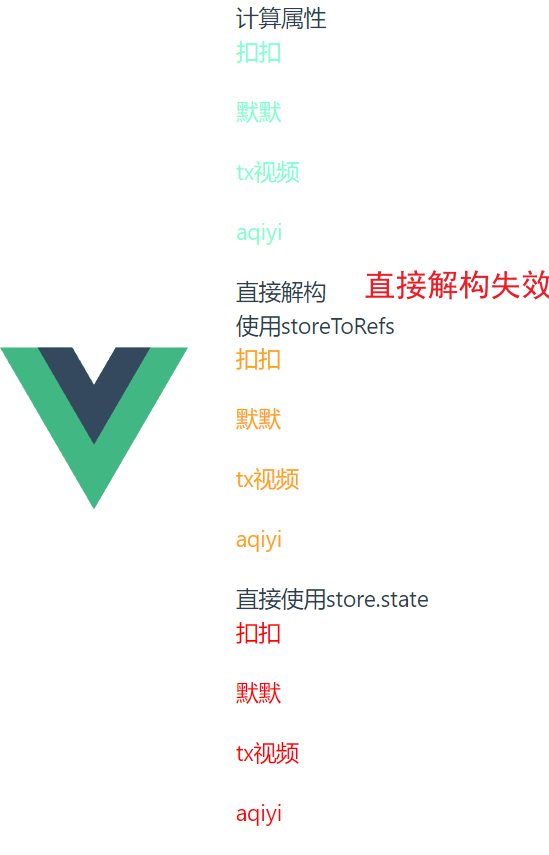 计算属性
扣扣
默默
tx视频
aqiyi
直接解构
直接解构失效
使用storeToRefs
扣扣
默默
tx视频
aqiyi
直接使用store.state
扣扣
默默
tx视频
aqiyi